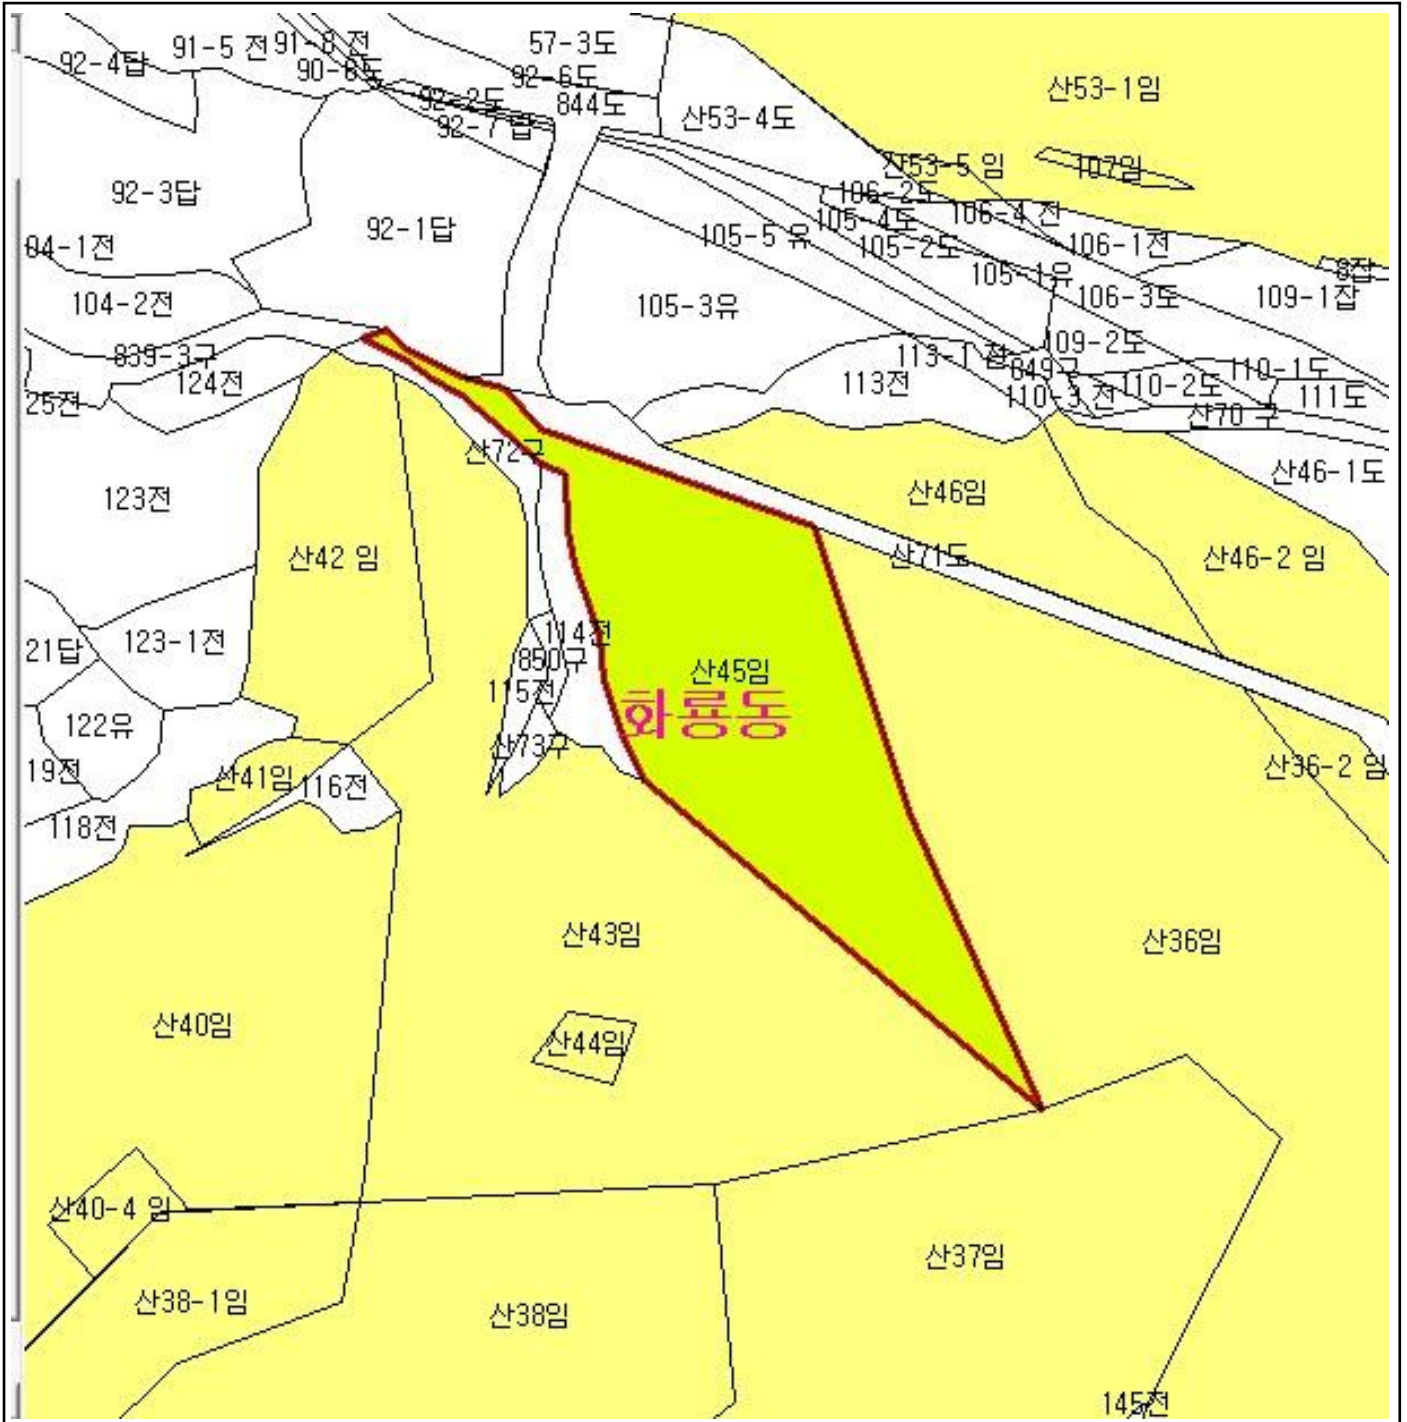 91-5 전
91-8 전
57-3도
92-4답
90-6도
92-6도
산53-1임
92-2도
844도
산53-4도
92-7 답
산53-5 임
107임
92-3답
106-2도
106-4 전
92-1답
105-5 유
105-4도
105-2도
106-1전
04-1전
105-1유
8잡
104-2전
105-3유
106-3도
109-1잡
839-3구
113-1 전
109-2도
849구
110-1도
25전
124전
113전
110-3 전
110-2도
111도
산70 구
산72구
산46-1도
123전
산46임
산42 임
산71도
산46-2 임
21답
123-1전
114전
850구
산45임
115전
화룡동
122유
산73구
19전
산41임
116전
산36-2 임
118전
산43임
산36임
산40임
산44임
산40-4 임
산37임
산38-1임
산38임
145전